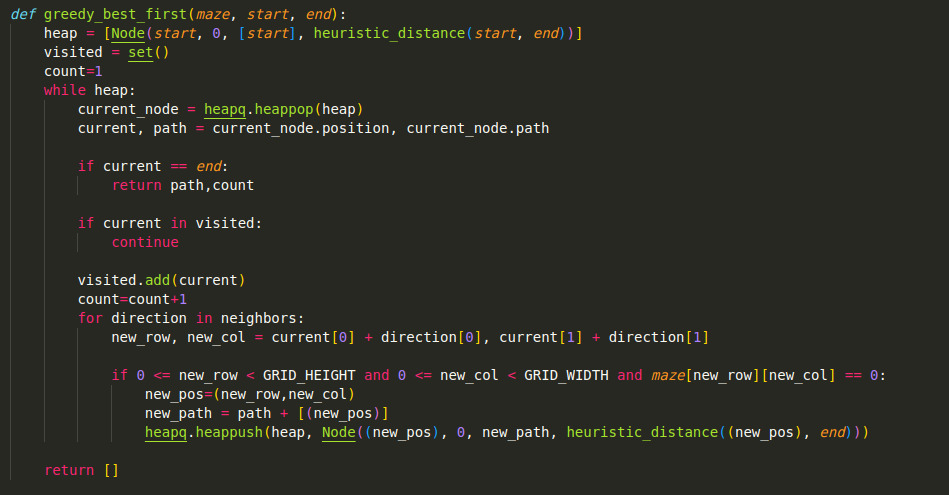 def greedy_best_first(maze, start, end):
    heap = [Node(start, 0, [start], heuristic_distance(start, end))]
    visited = set()
    count=1
    while heap:
        current_node = heapq.heappop(heap)
        current, path = current_node.position, current_node.path

        if current == end:
            return path,count

        if current in visited:
            continue

        visited.add(current)
        count=count+1
        for direction in neighbors:
            new_row, new_col = current[0] + direction[0], current[1] + direction[1]

            if 0 <= new_row < GRID_HEIGHT and 0 <= new_col < GRID_WIDTH and maze[new_row][new_col] == 0:
                new_pos=(new_row,new_col)
                new_path = path + [(new_pos)]
                heapq.heappush(heap, Node((new_pos), 0, new_path, heuristic_distance((new_pos), end)))

    return []